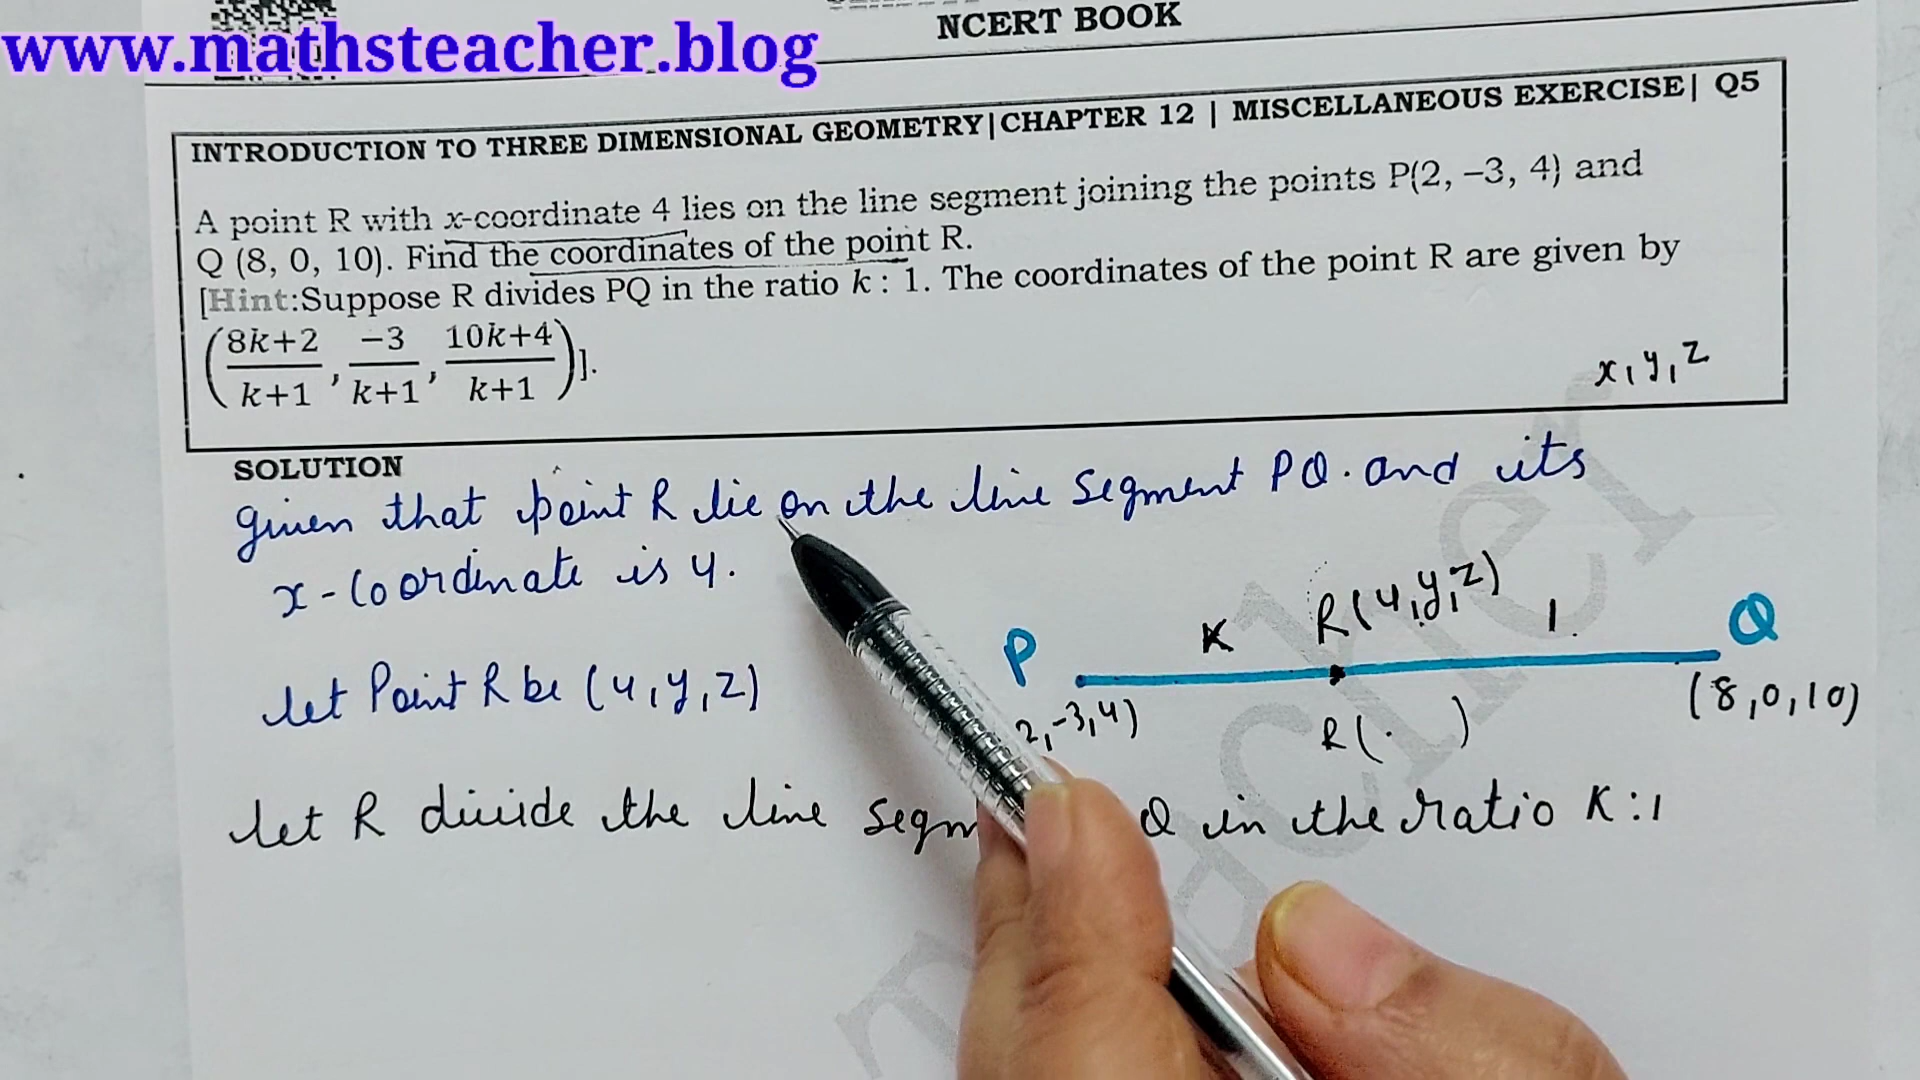 www.mathsteacher.blog
NCERT BOOK
INTRODUCTION TO THREE DIMENSIONAL GEOMETRY|CHAPTER 12 | MISCELLANEOUS EXERCISE| Q5
A point R with x-coordinate 4 lies on the line segment joining the points P(2, −3, 4) and
Q (8, 0, 10). Find the coordinates of the point R.
[Hint:Suppose R divides PQ in the ratio k : 1. The coordinates of the point R are given by
(8k+2/k+1, −3/k+1, 10k+4/k+1)].
x, y, z
SOLUTION
given that point R lie on the line segment PQ. and its
x-coordinate is 4.
P K R(4,y,z) 1. Q
let Point R be (4,y,z)
2,-3,4) R(. ) (8,0,10)
let R divide the line segm Q in the ratio K:1
teacher